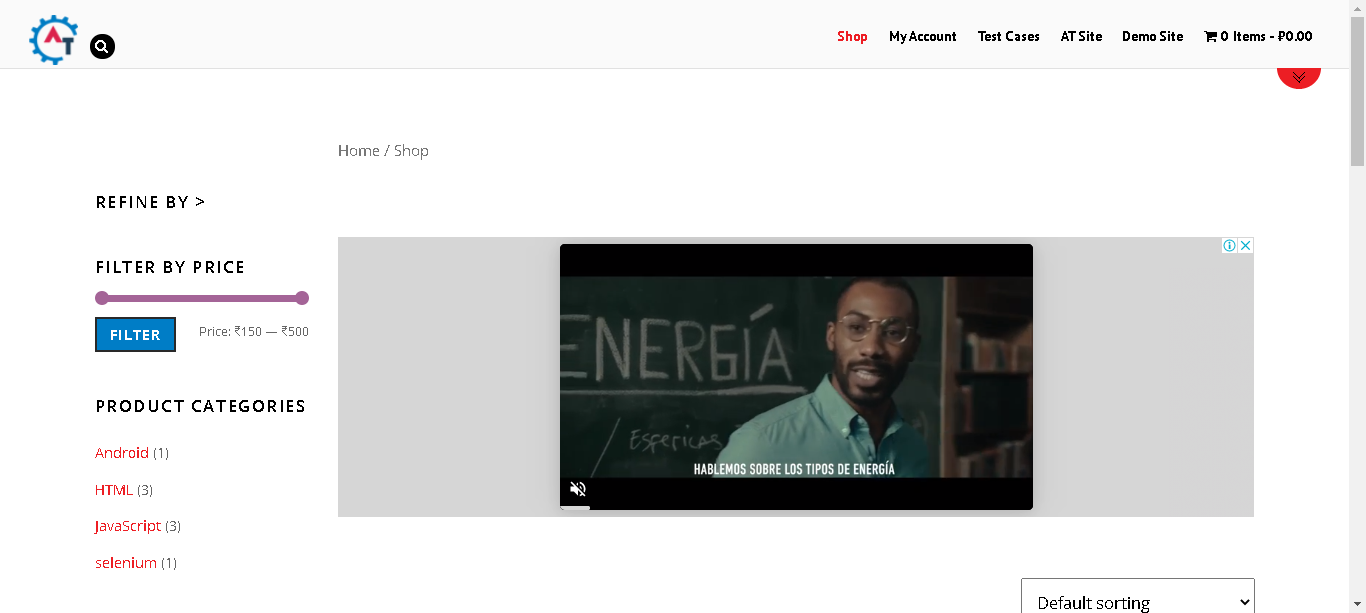 AT
Shop
My Account
Test Cases
AT Site
Demo Site
0 Items - ₽0.00
Home / Shop
REFINE BY >
FILTER BY PRICE
FILTER
Price: ₹150 — ₹500
PRODUCT CATEGORIES
Android (1)
HTML (3)
JavaScript (3)
selenium (1)
ENERGÍA
Esfericas
HABLEMOS SOBRE LOS TIPOS DE ENERGÍA
Default sorting